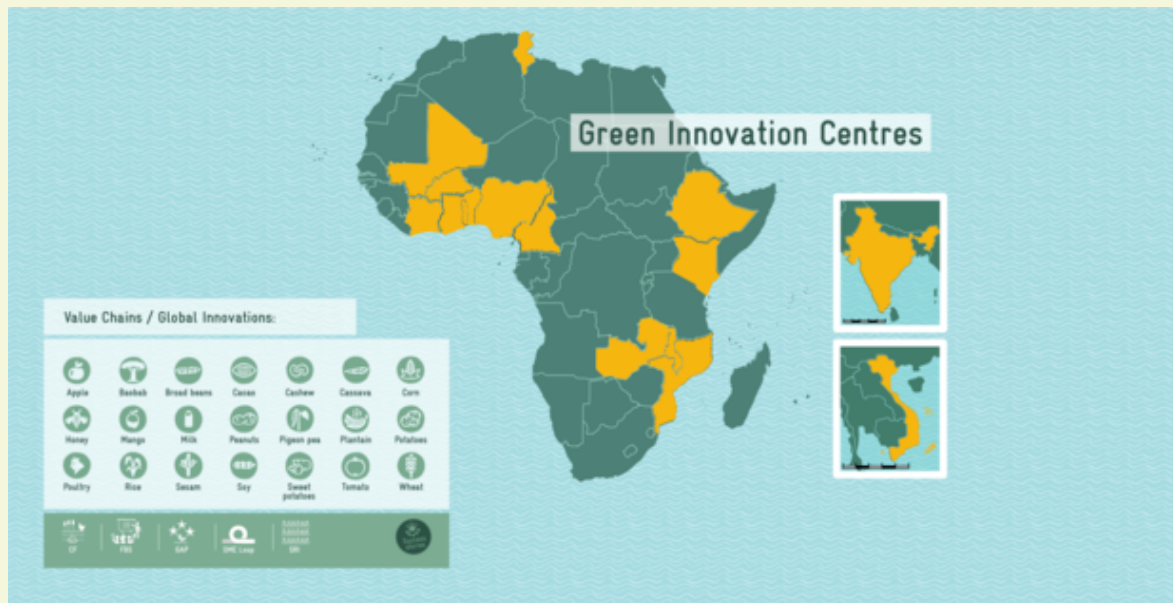 Green Innovation Centres
Value Chains / Global Innovations:
Apple Baobab Broad beans Cacao Cashew Cassava Corn
Honey Mango Milk Peanuts Pigeon pea Plantain Potatoes
Poultry Rice Sesam Soy Sweet potatoes Tomato Wheat
CF FBS GAP SME Loop SRI